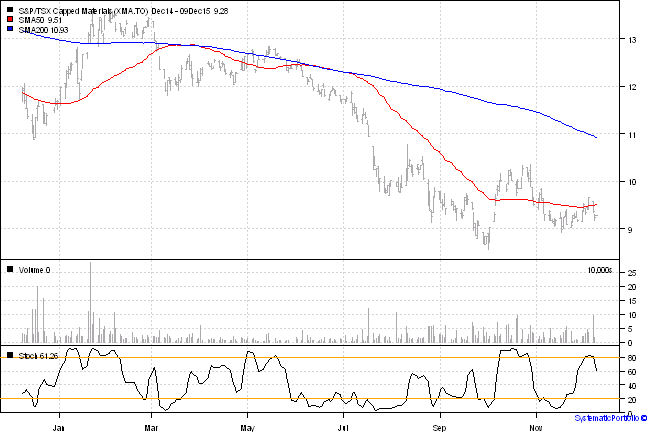 S&P/TSX Capped Materials (XMA.TO) Dec14 - 09Dec15 9.28
SMA50 9.51
SMA200 10.93
13
12
11
10
9
Volume 0
10,000s
25
20
15
10
5
0
Stoch 61.26
80
60
40
20
0
Jan
Mar
May
Jul
Sep
Nov
SystematicPortfolio ©